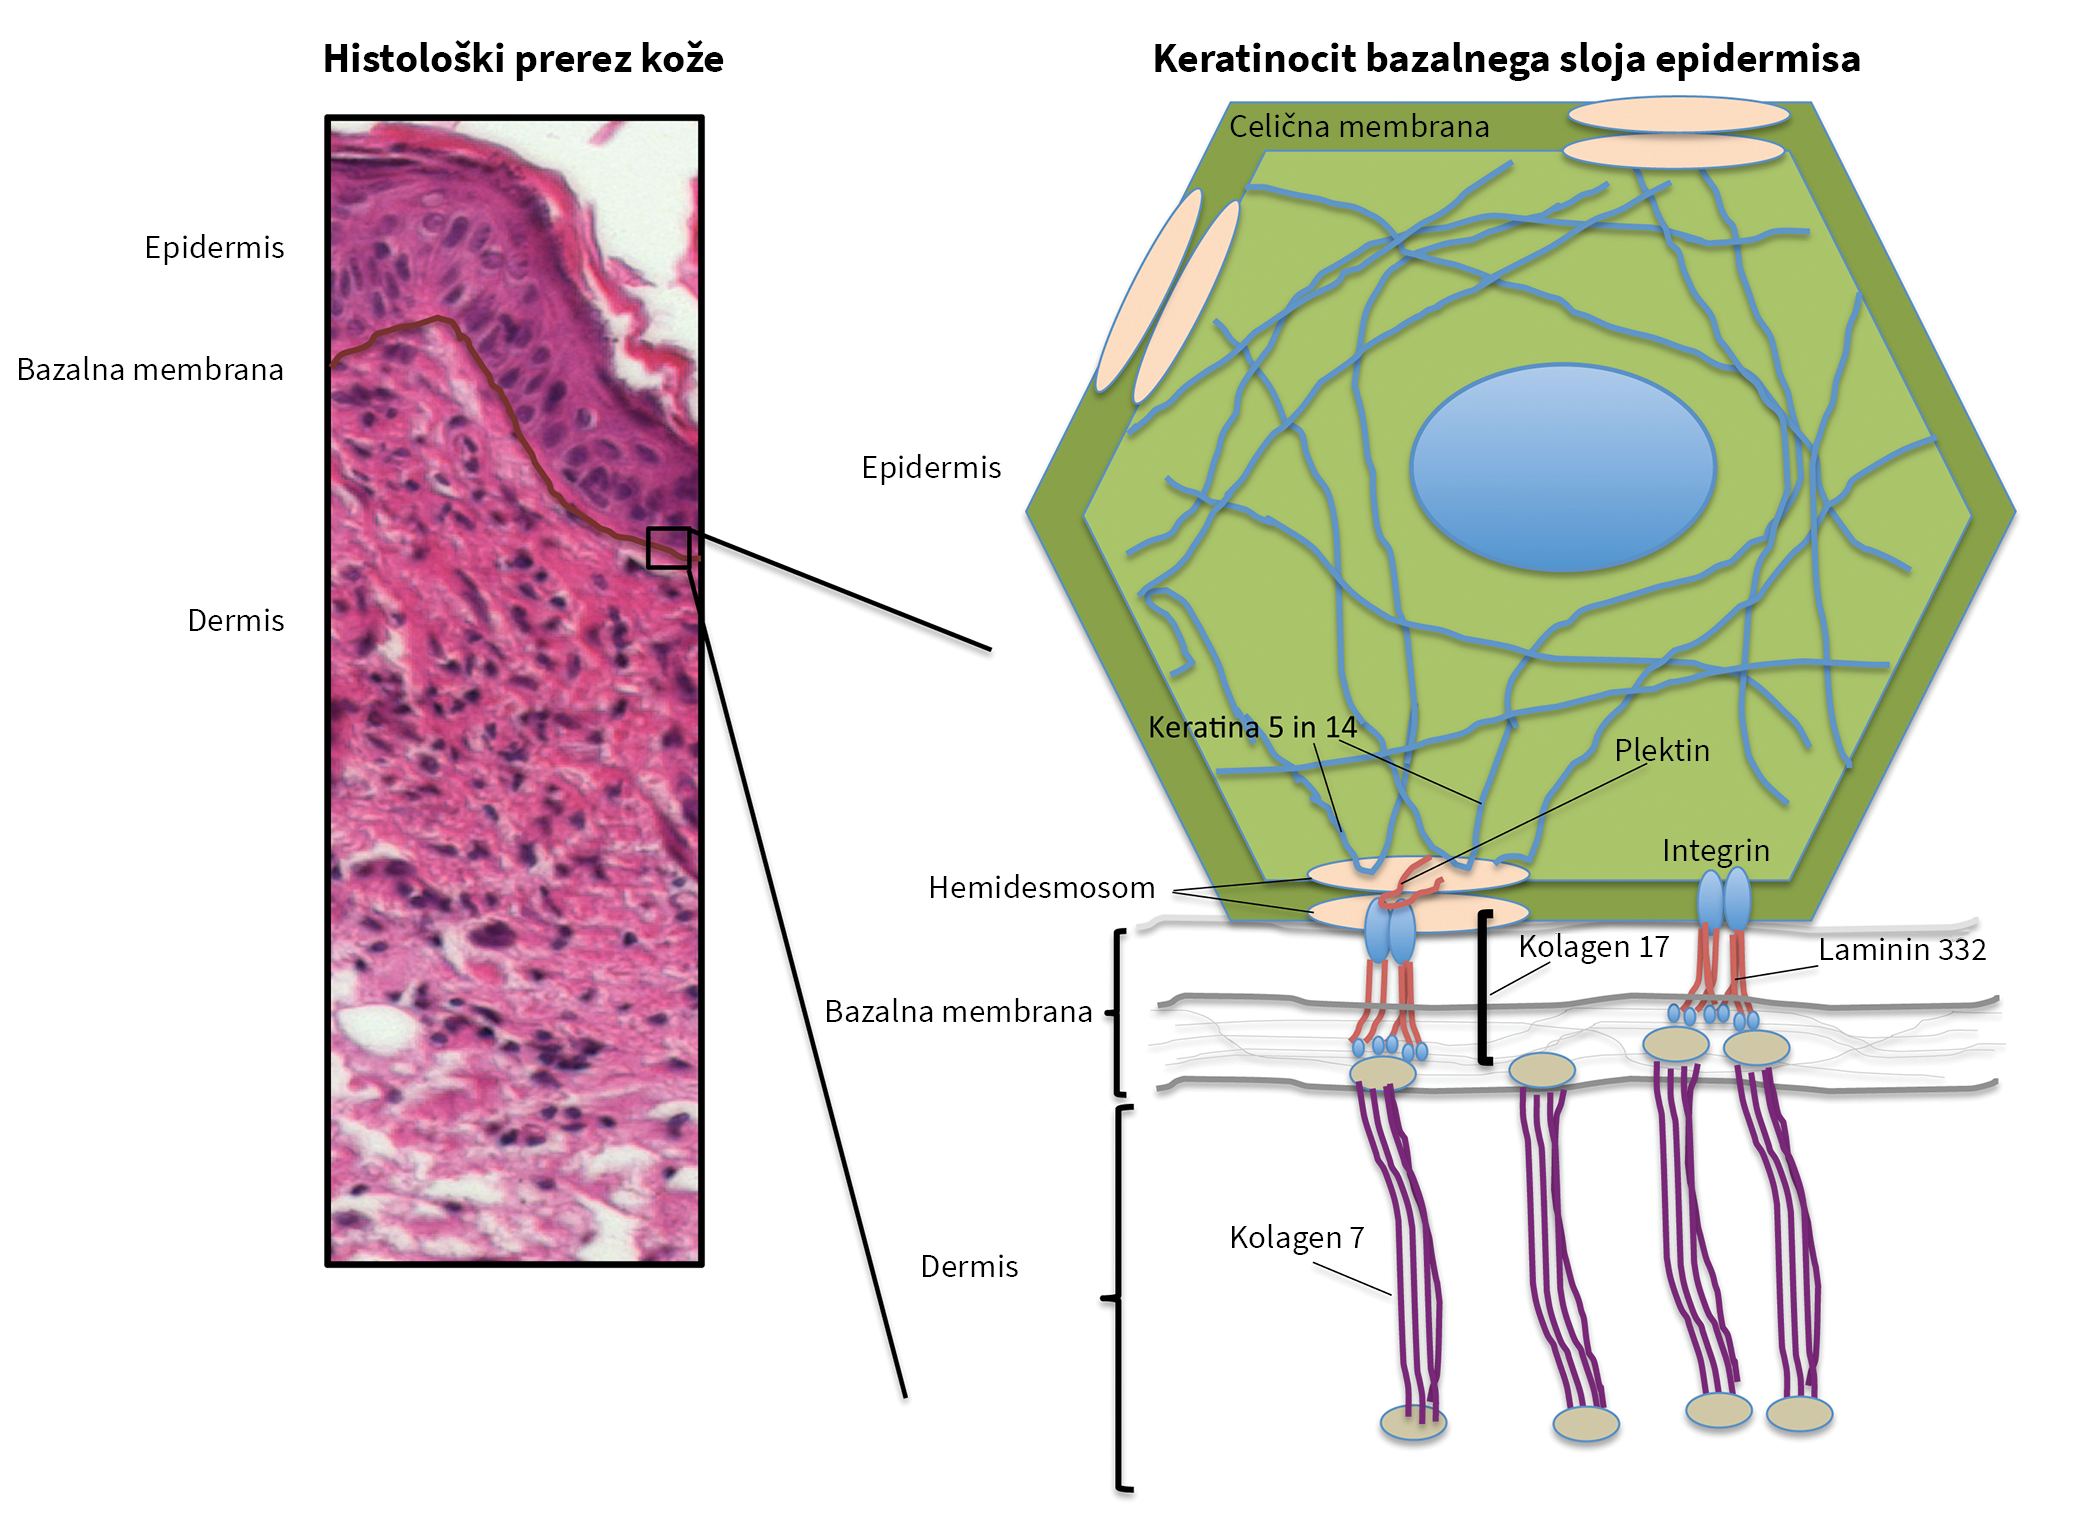 Histološki prerez kože
Epidermis
Bazalna membrana
Dermis
Keratinocit bazalnega sloja epidermisa
Celična membrana
Epidermis
Keratina 5 in 14
Plektin
Integrin
Hemidesmosom
Kolagen 17
Laminin 332
Bazalna membrana
Kolagen 7
Dermis